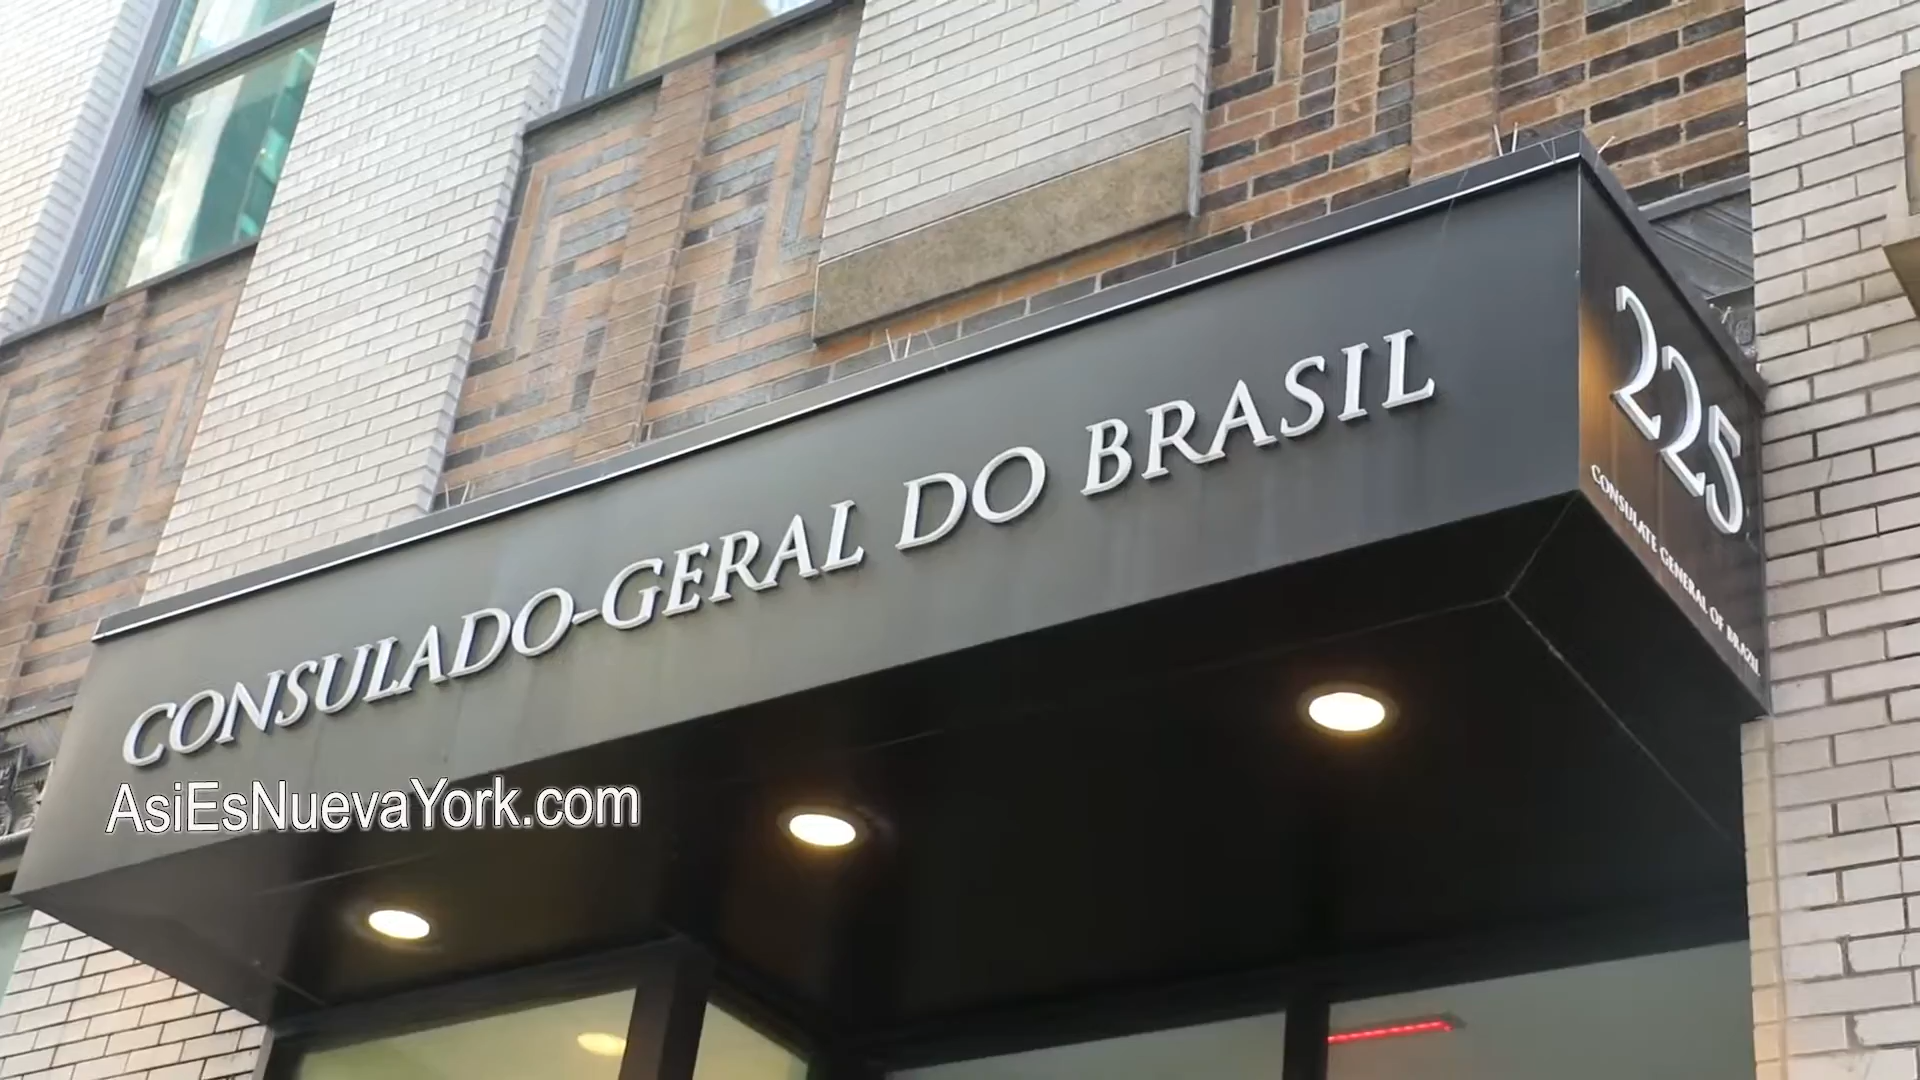 CONSULADO-GERAL DO BRASIL
225
CONSULATE GENERAL OF BRAZIL
AsiEsNuevaYork.com